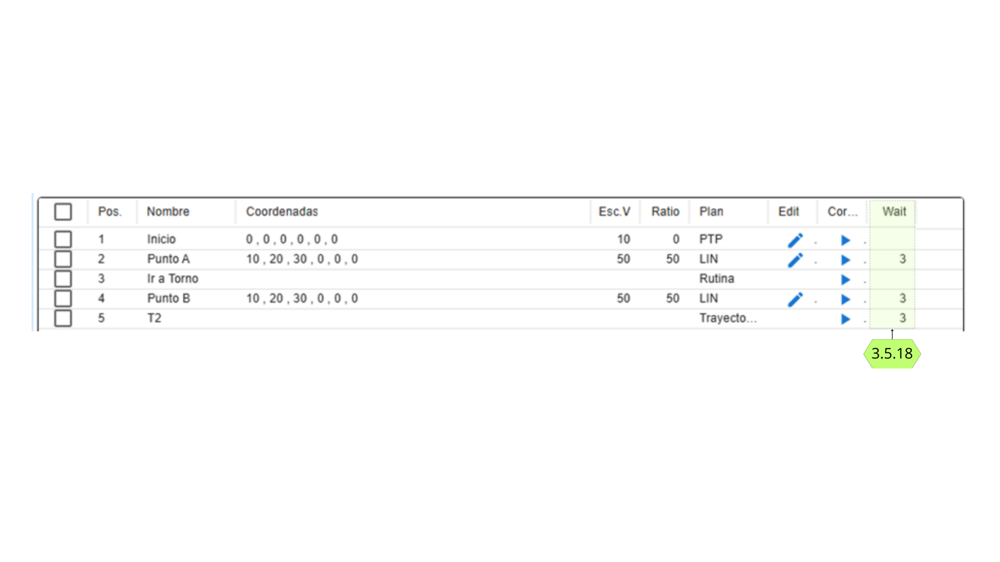 Pos. Nombre Coordenadas Esc.V Ratio Plan Edit Cor... Wait
1 Inicio 0 , 0 , 0 , 0 , 0 , 0 10 0 PTP . .
2 Punto A 10 , 20 , 30 , 0 , 0 , 0 50 50 LIN . . 3
3 Ir a Torno Rutina .
4 Punto B 10 , 20 , 30 , 0 , 0 , 0 50 50 LIN . . 3
5 T2 Trayecto... . 3
3.5.18